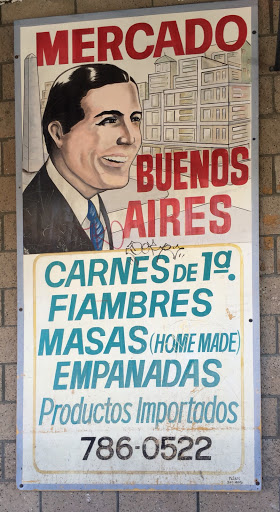 MERCADO
BUENOS
AIRES
CARNES DE 1ª.
FIAMBRES
MASAS (HOME MADE)
EMPANADAS
Productos Importados
786-0522